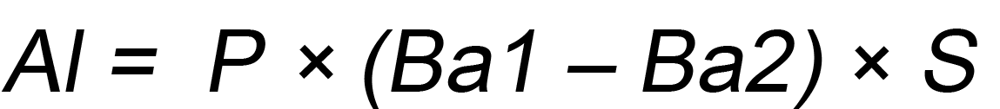 Al = P × (Ba1 – Ba2) × S